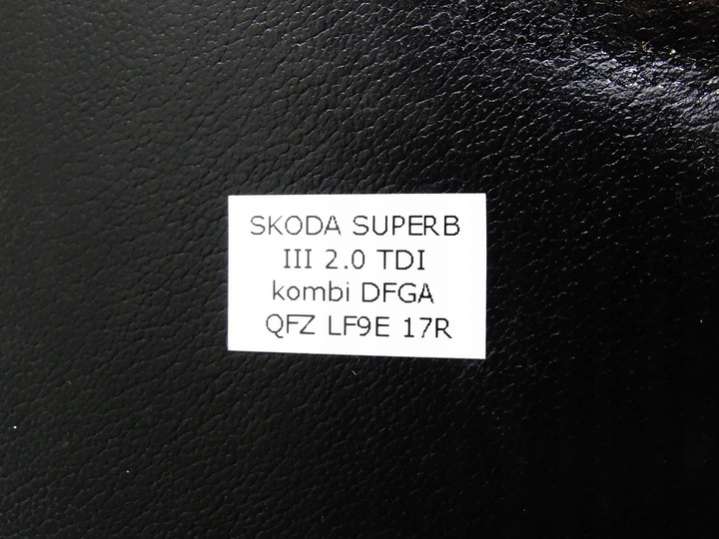 SKODA SUPERB
III 2.0 TDI
kombi DFGA
QFZ LF9E 17R